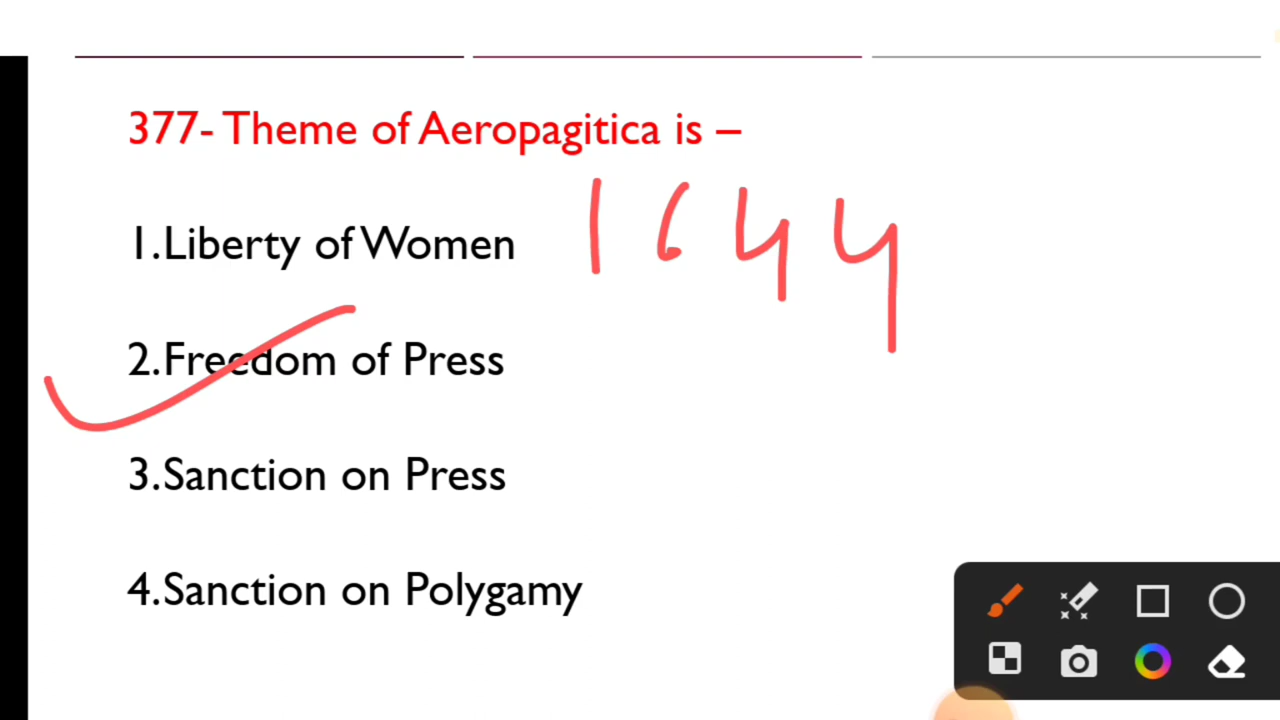 377- Theme of Aeropagitica is –
1.Liberty of Women
1644
2.Freedom of Press
3.Sanction on Press
4.Sanction on Polygamy